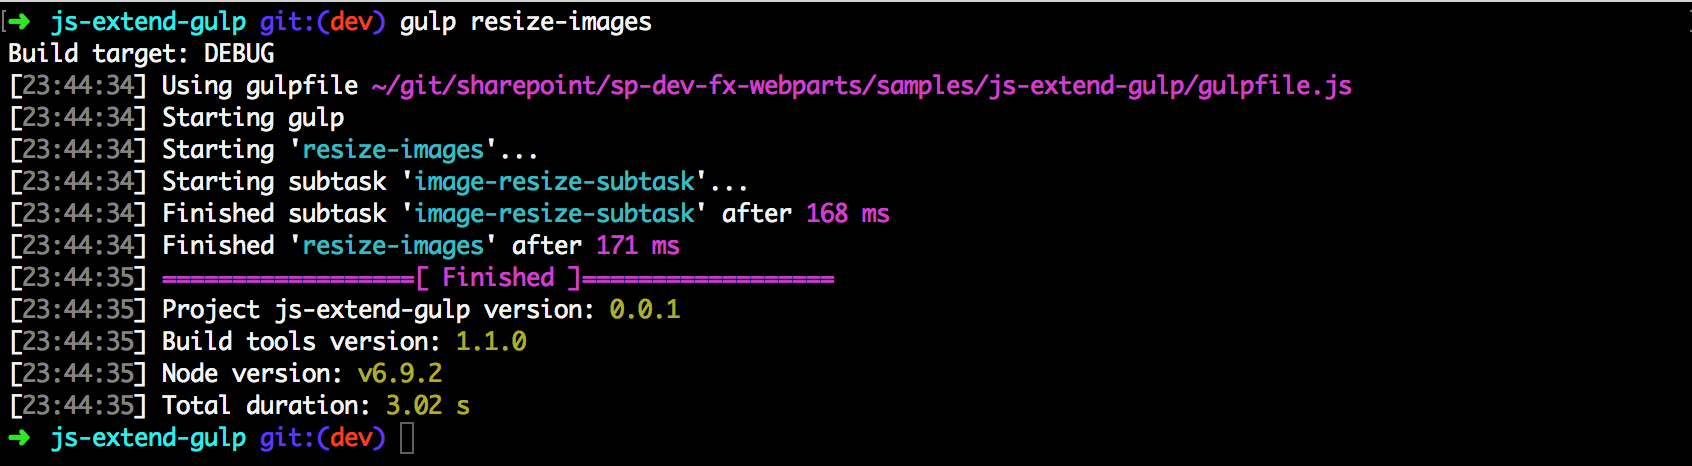 ➜ js-extend-gulp git:(dev) gulp resize-images
Build target: DEBUG
[23:44:34] Using gulpfile ~/git/sharepoint/sp-dev-fx-webparts/samples/js-extend-gulp/gulpfile.js
[23:44:34] Starting gulp
[23:44:34] Starting 'resize-images'...
[23:44:34] Starting subtask 'image-resize-subtask'...
[23:44:34] Finished subtask 'image-resize-subtask' after 168 ms
[23:44:34] Finished 'resize-images' after 171 ms
[23:44:35] ==================[ Finished ]==================
[23:44:35] Project js-extend-gulp version: 0.0.1
[23:44:35] Build tools version: 1.1.0
[23:44:35] Node version: v6.9.2
[23:44:35] Total duration: 3.02 s
➜ js-extend-gulp git:(dev)